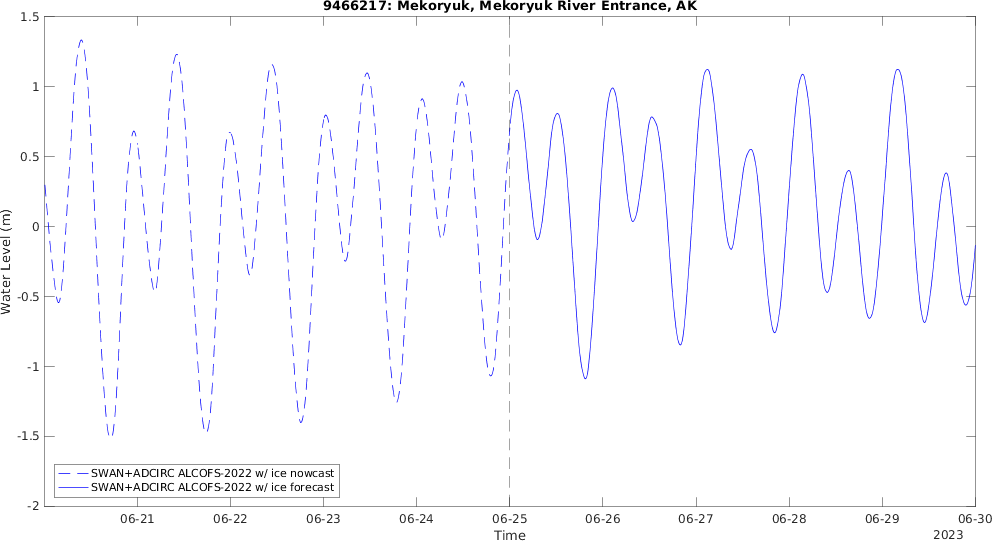 9466217: Mekoryuk, Mekoryuk River Entrance, AK
1.5
1
0.5
0
-0.5
-1
-1.5
-2
Water Level (m)
SWAN+ADCIRC ALCOFS-2022 w/ ice nowcast
SWAN+ADCIRC ALCOFS-2022 w/ ice forecast
06-21 06-22 06-23 06-24 06-25 06-26 06-27 06-28 06-29 06-30
Time
2023